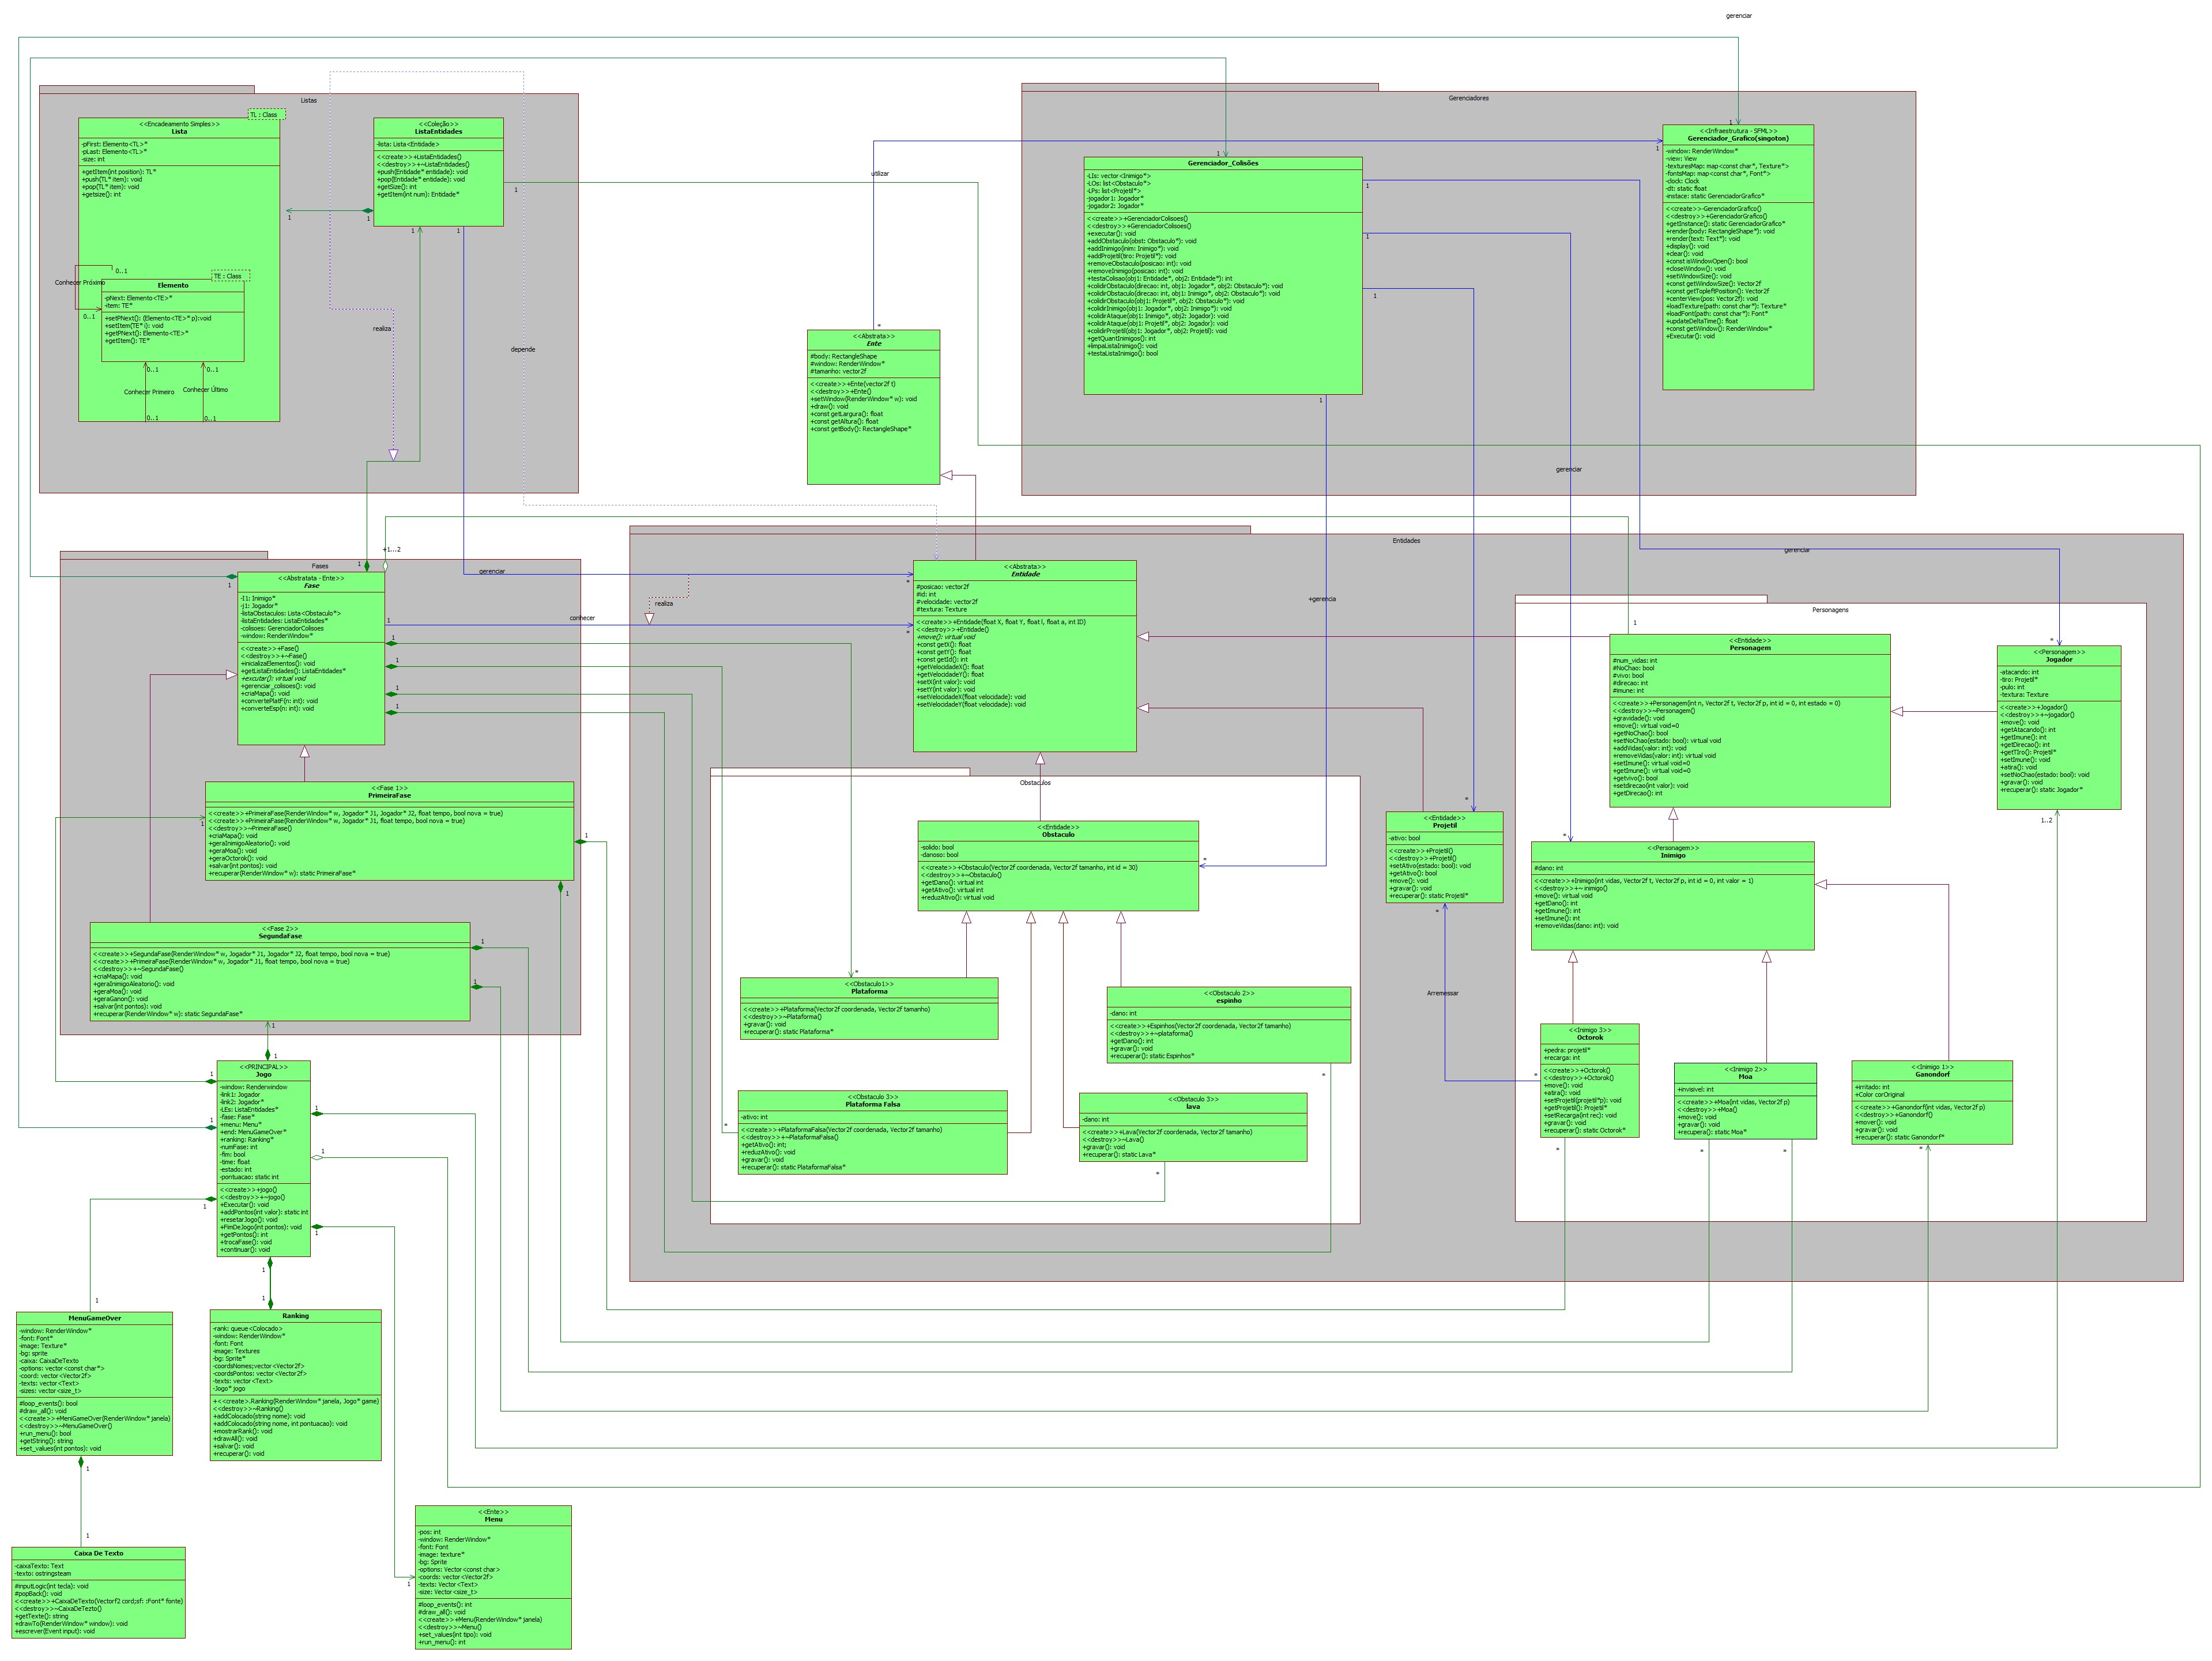 gerenciar
Listas
TL : Class
<<Encadeamento Simples>>
Lista
-pFirst: Elemento<TL>*
-pLast: Elemento<TL>*
-size: int
+getItem(int position): TL*
+push(TL* item): void
+pop(TL* item): void
+getsize(): int
0..1
Conhecer Próximo
0..1
TE : Class
Elemento
-pNext: Elemento<TE>*
-item: TE*
+setPNext(): (Elemento<TE>* p):void
+setItem(TE* i): void
+getPNext(): Elemento<TE>*
+getItem(): TE*
0..1
0..1
Conhecer Primeiro
Conhecer Último
0..1
0..1
<<Coleção>>
ListaEntidades
-lista: Lista<Entidade>
<<create>>+ListaEntidades()
<<destroy>>+~ListaEntidades()
+push(Entidade* entidade): void
+pop(Entidade* entidade): void
+getSize(): int
+getItem(int num): Entidade*
1
1
1
1
1
realiza
depende
utilizar
Gerenciadores
1
Gerenciador_Colisões
-LIs: vector<Inimigo*>
-LOs: list<Obstaculo*>
-LPs: list<Projetil*>
-jogador1: Jogador*
-jogador2: Jogador*
<<create>>+GerenciadorColisoes()
<<destroy>>+GerenciadorColisoes()
+executar(): void
+addObstaculo(obst: Obstaculo*): void
+addInimigo(inim: Inimigo*): void
+addProjetil(tiro: Projetil*): void
+removeObstaculo(posicao: int): void
+removeInimigo(posicao: int): void
+testaColisao(obj1: Entidade*, obj2: Entidade*): int
+colidirObstaculo(direcao: int, obj1: Jogador*, obj2: Obstaculo*): void
+colidirObstaculo(direcao: int, obj1: Inimigo*, obj2: Obstaculo*): void
+colidirObstaculo(obj1: Projetil*, obj2: Obstaculo*): void
+colidirInimigo(obj1: Jogador*, obj2: Inimigo*): void
+colidirAtaque(obj1: Inimigo*, obj2: Jogador): void
+colidirAtaque(obj1: Projetil*, obj2: Jogador): void
+colidirProjetil(obj1: Jogador*, obj2: Projetil): void
+getQuantInimigos(): int
+limpaListaInimigo(): void
+testaListaInimigo(): bool
1
1
1
1
1
1
<<Infraestrutura - SFML>>
Gerenciador_Grafico(singoton)
-window: RenderWindow*
-view: View
-texturesMap: map<const char*, Texture*>
-fontsMap: map<const char*, Font*>
-clock: Clock
-dt: static float
-instace: static GerenciadorGrafico*
<<create>>-GerenciadorGrafico()
<<destroy>>+GerenciadorGrafico()
+getInstance(): static GerenciadorGrafico*
+render(body: RectangleShape*): void
+render(text: Text*): void
+display(): void
+clear(): void
+const isWindowOpen(): bool
+closeWindow(): void
+setWindowSize(): void
+const getWindowSize(): Vector2f
+const getTopleftPosition(): Vector2f
+centerView(pos: Vector2f): void
+loadTexture(path: const char*): Texture*
+loadFont(path: const char*): Font*
+updateDeltaTime(): float
+const getWindow(): RenderWindow*
+Executar(): void
*
<<Abstrata>>
Ente
#body: RectangleShape
#window: RenderWindow*
#tamanho: vector2f
<<create>>+Ente(vector2f t)
<<destroy>>+Ente()
+setWindow(RenderWindow* w): void
+draw(): void
+const getLargura(): float
+const getAltura(): float
+const getBody(): RectangleShape*
gerenciar
gerenciar
+gerencia
Fases
1
1
+1...2
<<Abstratata - Ente>>
Fase
-I1: Inimigo*
-j1: Jogador*
-listaObstaculos: Lista<Obstaculo*>
-listaEntidades: ListaEntidades*
-colisoes: GerenciadorColisoes
-window: RenderWindow*
<<create>>+Fase()
<<destroy>>+~Fase()
+inicializaElementos(): void
+getListaEntidades(): ListaEntidades*
+excutar(): virtual void
+gerenciar_colisoes(): void
+criaMapa(): void
+convertePlatF(n: int): void
+converteEsp(n: int): void
1
1
1
1
1
gerenciar
*
realiza
conhecer
*
<<Fase 1>>
PrimeiraFase
<<create>>+PrimeiraFase(RenderWindow* w, Jogador* J1, Jogador* J2, float tempo, bool nova = true)
<<create>>+PrimeiraFase(RenderWindow* w, Jogador* J1, float tempo, bool nova = true)
<<destroy>>~PrimeiraFase()
+criaMapa(): void
+geraInimigoAleatorio(): void
+geraMoa(): void
+geraOctorok(): void
+salvar(int pontos): void
+recuperar(RenderWindow* w): static PrimeiraFase*
1
1
1
<<Fase 2>>
SegundaFase
<<create>>+SegundaFase(RenderWindow* w, Jogador* J1, Jogador* J2, float tempo, bool nova = true)
<<create>>+PrimeiraFase(RenderWindow* w, Jogador* J1, float tempo, bool nova = true)
<<destroy>>+~SegundaFase()
+criaMapa(): void
+geraInimigoAleatorio(): void
+geraMoa(): void
+geraGanon(): void
+salvar(int pontos): void
+recuperar(RenderWindow* w): static SegundaFase*
1
1
1
Entidades
<<Abstrata>>
Entidade
#posicao: vector2f
#id: int
#velocidade: vector2f
#textura: Texture
<<create>>+Entidade(float X, float Y, float l, float a, int ID)
<<destroy>>+Entidade()
+move(): virtual void
+const getX(): float
+const getY(): float
+const getId(): int
+getVelocidadeX(): float
+getVelocidadeY(): float
+setX(int valor): void
+setY(int valor): void
+setVelocidadeX(float velocidade): void
+setVelocidadeY(float velocidade): void
Obstaculos
<<Entidade>>
Obstaculo
-solido: bool
-danoso: bool
<<create>>+Obstaculo(Vector2f coordenada, Vector2f tamanho, int id = 30)
<<destroy>>+~Obstaculo()
+getDano(): virtual int
+getAtivo(): virtual int
+reduzAtivo(): virtual void
*
*
<<Obstaculo1>>
Plataforma
<<create>>+Plataforma(Vector2f coordenada, Vector2f tamanho)
<<destroy>>~Plataforma()
+gravar(): void
+recuperar(): static Plataforma*
<<Obstaculo 2>>
espinho
-dano: int
<<create>>+Espinhos(Vector2f coordenada, Vector2f tamanho)
<<destroy>>+~plataforma()
+getDano(): int
+gravar(): void
+recuperar(): static Espinhos*
*
<<Obstaculo 3>>
Plataforma Falsa
-ativo: int
<<create>>+PlataformaFalsa(Vector2f coordenada, Vector2f tamanho)
<<destroy>>+~PlataformaFalsa()
+getAtivo(): int;
+reduzAtivo(): void
+gravar(): void
+recuperar(): static PlataformaFalsa*
*
<<Obstaculo 3>>
lava
-dano: int
<<create>>+Lava(Vector2f coordenada, Vector2f tamanho)
<<destroy>>~Lava()
+gravar(): void
+recuperar(): static Lava*
*
*
<<Entidade>>
Projetil
-ativo: bool
<<create>>+Projetil()
<<destroy>>+Projetil()
+setAtivo(estado: bool): void
+getAtivo(): bool
+move(): void
+gravar(): void
+recuperar(): static Projetil*
*
Arremessar
Personagens
1
<<Entidade>>
Personagem
#num_vidas: int
#NoChao: bool
#vivo: bool
#direcao: int
#imune: int
<<create>>+Personagem(int n, Vector2f t, Vector2f p, int id = 0, int estado = 0)
<<destroy>>~Personagem()
+gravidade(): void
+move(): virtual void=0
+getNoChao(): bool
+setNoChao(estado: bool): virtual void
+addVidas(valor: int): void
+removeVidas(valor: int): virtual void
+setImune(): virtual void=0
+getImune(): virtual void=0
+getvivo(): bool
+setdirecao(int valor): void
+getDirecao(): int
*
<<Personagem>>
Jogador
-atacando: int
-tiro: Projetil*
-pulo: int
-textura: Texture
<<create>>+Jogador()
<<destroy>>+~jogador()
+move(): void
+getAtacando(): int
+getImune(): int
+getDirecao(): int
+getTiro(): Projetil*
+setImune(): void
+atira(): void
+setNoChao(estado: bool): void
+gravar(): void
+recuperar(): static Jogador*
1..2
*
<<Personagem>>
Inimigo
#dano: int
<<create>>+Inimigo(int vidas, Vector2f t, Vector2f p, int id = 0, int valor = 1)
<<destroy>>+~ inimigo()
+move(): virtual void
+getDano(): int
+getImune(): int
+setImune(): int
+removeVidas(dano: int): void
<<Inimigo 3>>
Octorok
+pedra: projetil*
+recarga: int
<<create>>+Octorok()
<<destroy>>+Octorok()
+move(): void
+atira(): void
+setProjetil(projetil*p): void
+getProjetil(): Projetil*
+setRecarga(int rec): void
+gravar(): void
+recuperar(): static Octorok*
*
*
<<Inimigo 2>>
Moa
+invisivel: int
<<create>>+Moa(int vidas, Vector2f p)
<<destroy>>+Moa()
+move(): void
+gravar(): void
+recupera(): static Moa*
*
*
<<Inimigo 1>>
Ganondorf
+irritado: int
+Color corOriginal
<<create>>+Ganondorf(int vidas, Vector2f p)
<<destroy>>+Ganondorf()
+mover(): void
+gravar(): void
+recuperar(): static Ganondorf*
*
<<PRINCIPAL>>
Jogo
-window: Renderwindow
-link1: Jogador
-link2: Jogador*
-LEs: ListaEntidades*
-fase: Fase*
+menu: Menu*
+end: MenuGameOver*
+ranking: Ranking*
-numFase: int
-fim: bool
-time: float
-estado: int
-pontuacao: static int
<<create>>+jogo()
<<destroy>>+~jogo()
+Executar(): void
+addPontos(int valor): static int
+resetarJogo(): void
+FimDeJogo(int pontos): void
+getPontos(): int
+trocaFase(): void
+continuar(): void
1
1
1
1
1
1
1
1
1
1
MenuGameOver
-window: RenderWindow*
-font: Font*
-image: Texture*
-bg: sprite
-caixa: CaixaDeTexto
-options: vector<const char*>
-coord: vector<Vector2f>
-texts: vector<Text>
-sizes: vector<size_t>
#loop_events(): bool
#draw_all(): void
<<create>>+MeniGameOver(RenderWindow* janela)
<<destroy>>~MenuGameOver()
+run_menu(): bool
+getString(): string
+set_values(int pontos): void
1
1
Ranking
-rank: queue<Colocado>
-window: RenderWindow*
-font: Font
-image: Textures
-bg: Sprite*
-coordsNomes;vector<Vector2f>
-coordsPontos: vector<Vector2f>
-texts: vector<Text>
-Jogo* jogo
+<<create>.Ranking(RenderWindow* janela, Jogo* game)
<<destroy>>~Ranking()
+addColocado(string nome): void
+addColocado(string nome, int pontuacao): void
+mostrarRank(): void
+drawAll(): void
+salvar(): void
+recuperar(): void
Caixa De Texto
-caixaTexto: Text
-texto: ostringsteam
#inputLogic(int tecla): void
#popBack(): void
<<create>>+CaixaDeTexto(Vectorf2 cord;sf: :Font* fonte)
<<destroy>>~CaixaDeTezto()
+getTexte(): string
+drawTo(RenderWindow* window): void
+escrever(Event input): void
1
<<Ente>>
Menu
-pos: int
-window: RenderWindow*
-font: Font
-image: texture*
-bg: Sprite
-options: Vector<const char>
-coords: vector<Vector2f>
-texts: Vector<Text>
-size: Vector<size_t>
#loop_events(): int
#draw_all(): void
<<create>>+Menu(RenderWindow* janela)
<<destroy>>~Menu()
+set_values(int tipo): void
+run_menu(): int